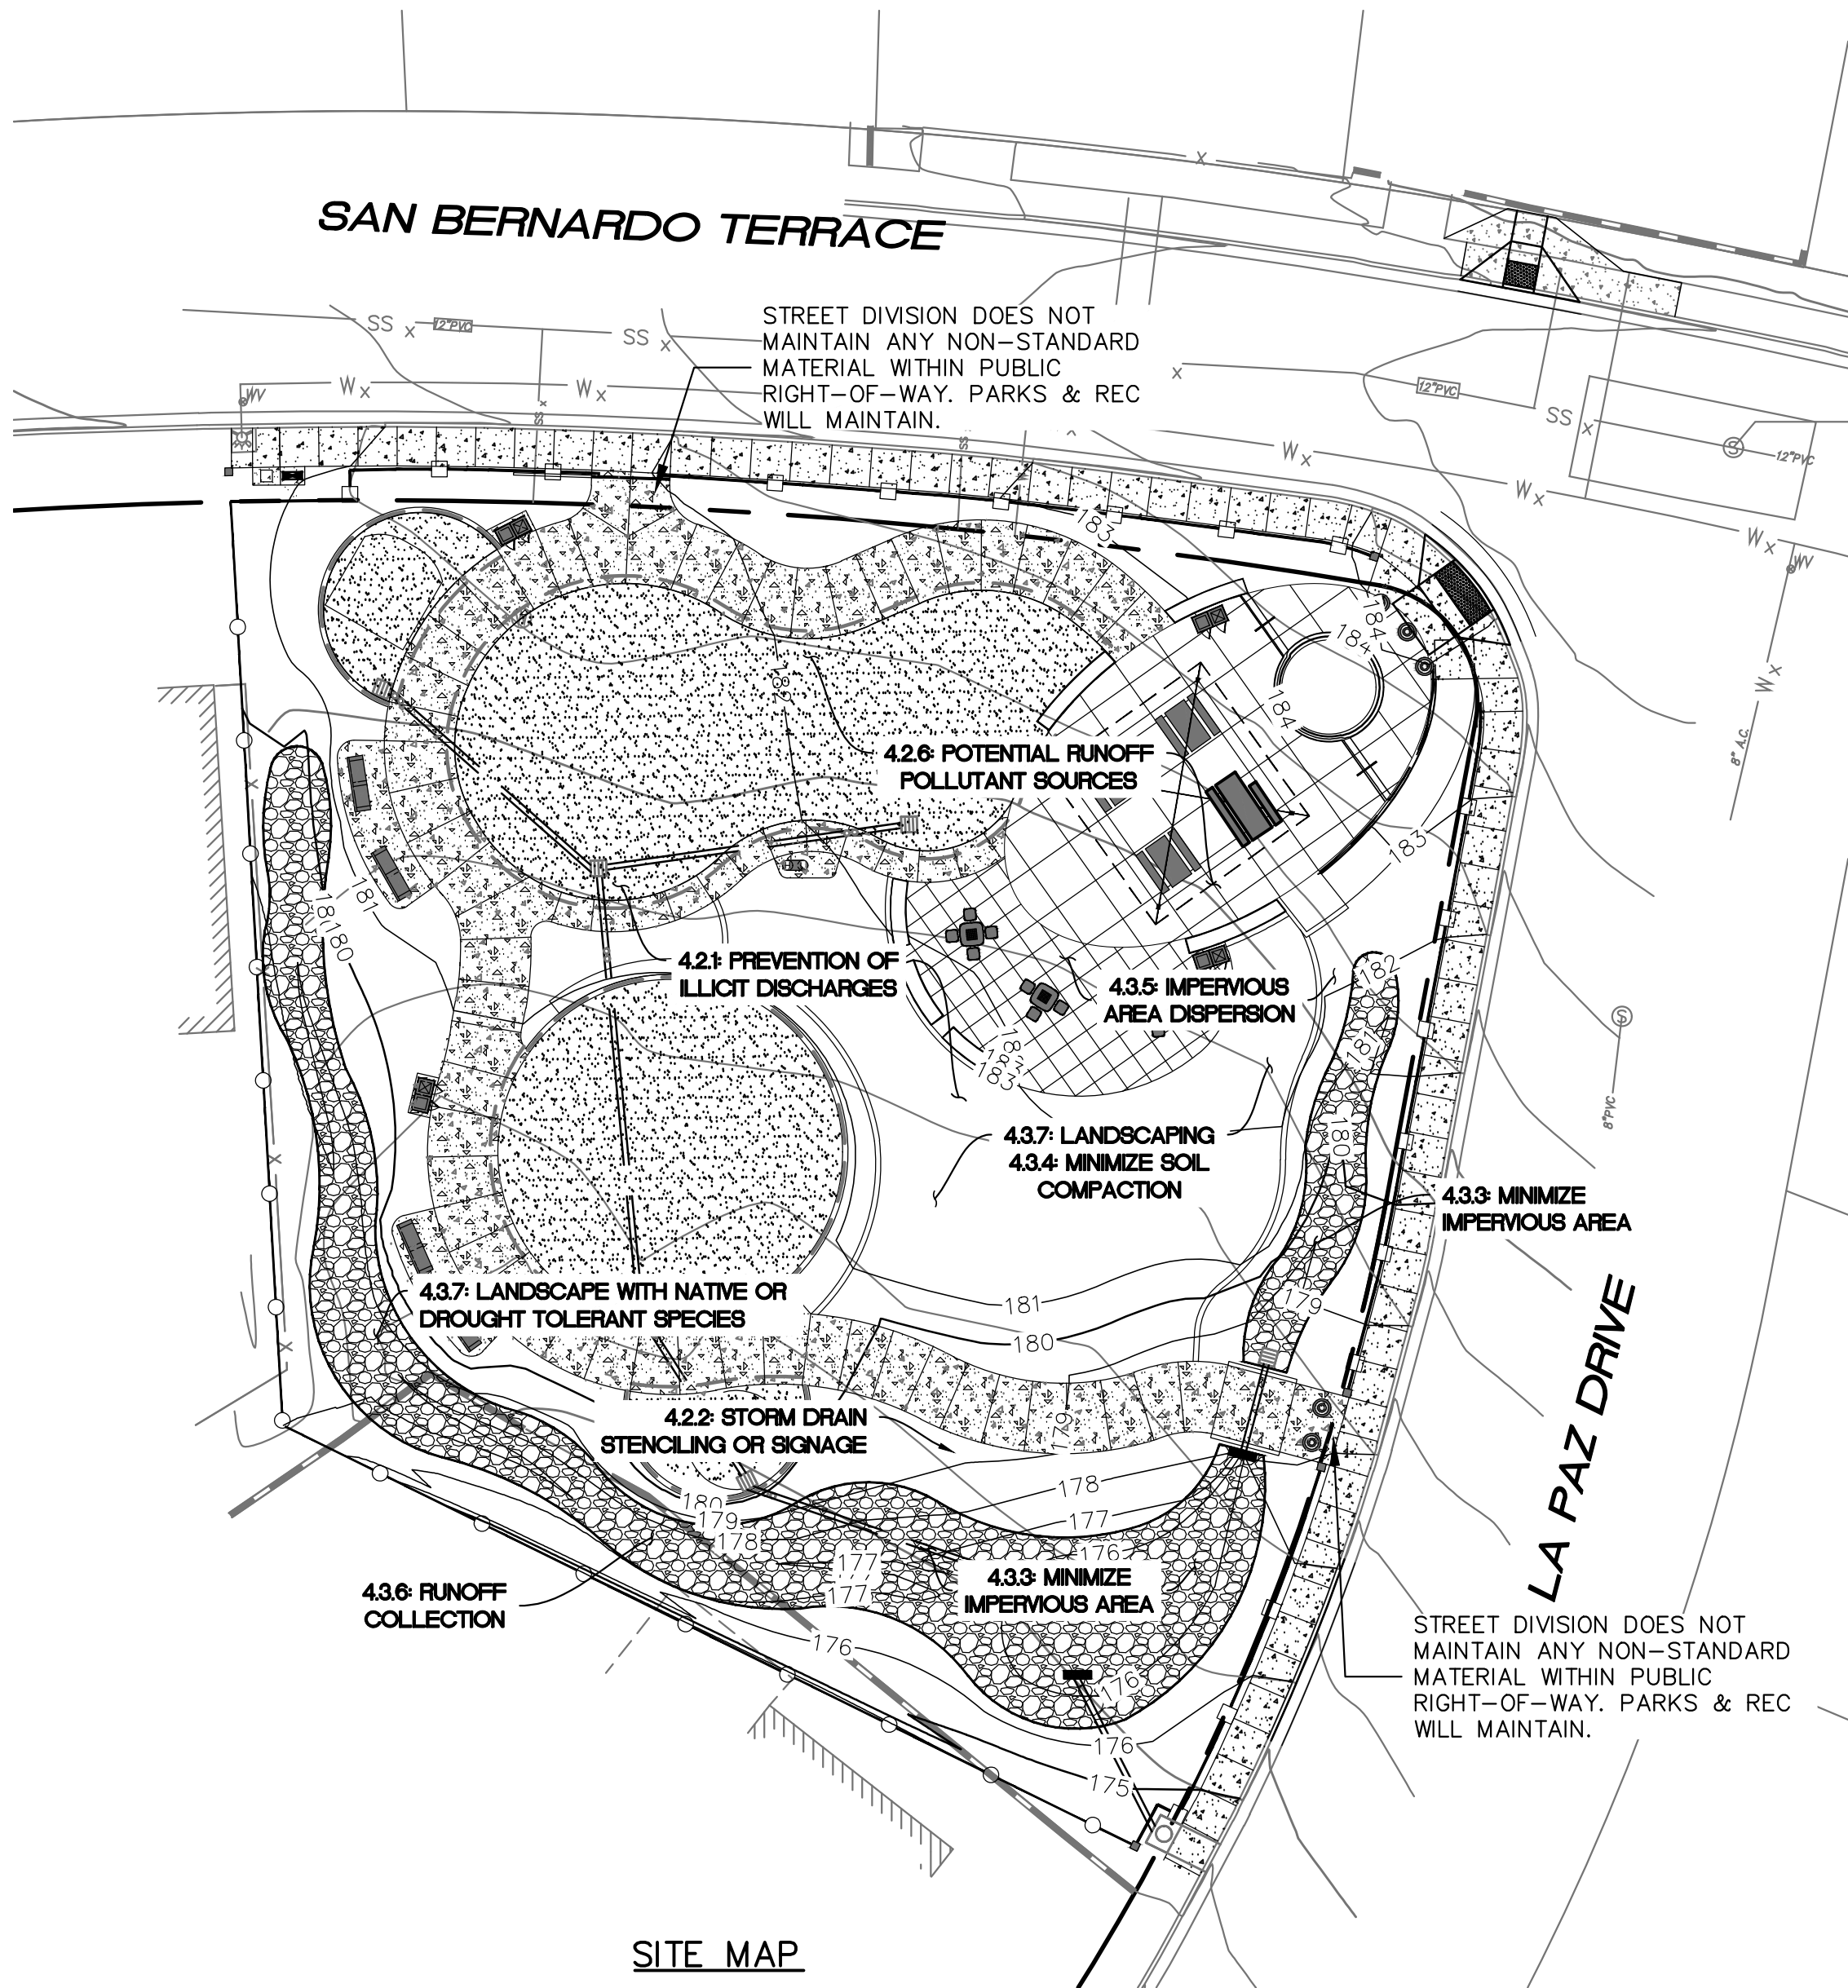 SAN BERNARDO TERRACE
STREET DIVISION DOES NOT
MAINTAIN ANY NON-STANDARD
MATERIAL WITHIN PUBLIC
RIGHT-OF-WAY. PARKS & REC
WILL MAINTAIN.
SS x
12"PVC
SS x
W x
W x
WV
SS x
SS
x
x
12"PVC
SS x
S
12"PVC
W x
W x
W x
WV
W x
8" A.C.
183
184
184
184
182
183
4.2.6: POTENTIAL RUNOFF
POLLUTANT SOURCES
181
181
180
4.2.1: PREVENTION OF
ILLICIT DISCHARGES
4.3.5: IMPERVIOUS
AREA DISPERSION
182
181
180
183
S
8"PVC
4.3.7: LANDSCAPING
4.3.4: MINIMIZE SOIL
COMPACTION
4.3.3: MINIMIZE
IMPERVIOUS AREA
4.3.7: LANDSCAPE WITH NATIVE OR
DROUGHT TOLERANT SPECIES
181
180
179
LA PAZ DRIVE
4.2.2: STORM DRAIN
STENCILING OR SIGNAGE
179
178
177
176
180
179
178
177
177
4.3.6: RUNOFF
COLLECTION
4.3.3: MINIMIZE
IMPERVIOUS AREA
176
176
176
175
STREET DIVISION DOES NOT
MAINTAIN ANY NON-STANDARD
MATERIAL WITHIN PUBLIC
RIGHT-OF-WAY. PARKS & REC
WILL MAINTAIN.
SITE MAP